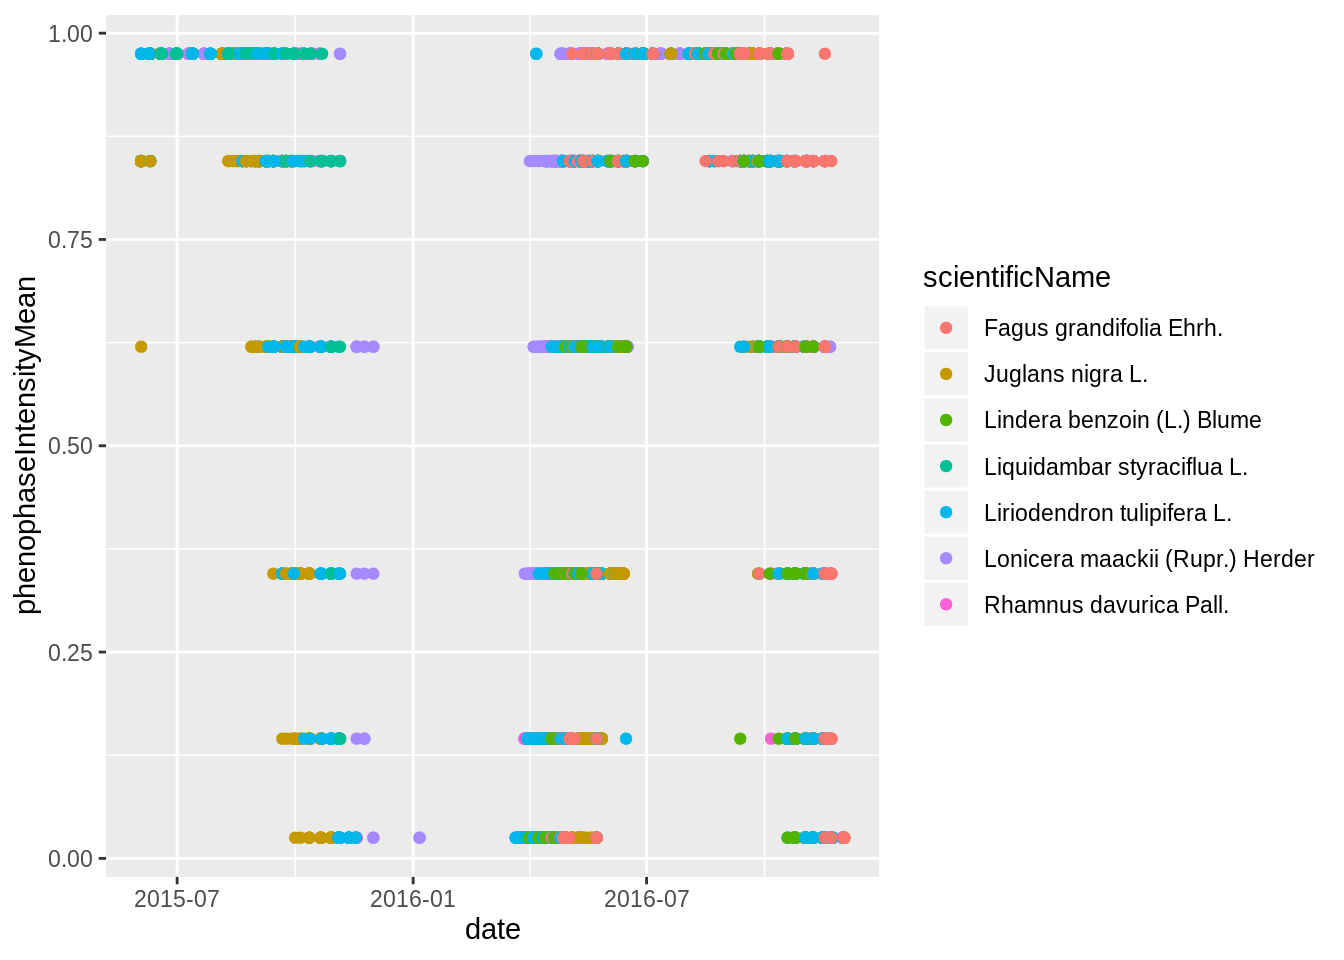 1.00
0.75
0.50
0.25
0.00
phenophaseIntensityMean
2015-07
2016-01
2016-07
date
scientificName
Fagus grandifolia Ehrh.
Juglans nigra L.
Lindera benzoin (L.) Blume
Liquidambar styraciflua L.
Liriodendron tulipifera L.
Lonicera maackii (Rupr.) Herder
Rhamnus davurica Pall.